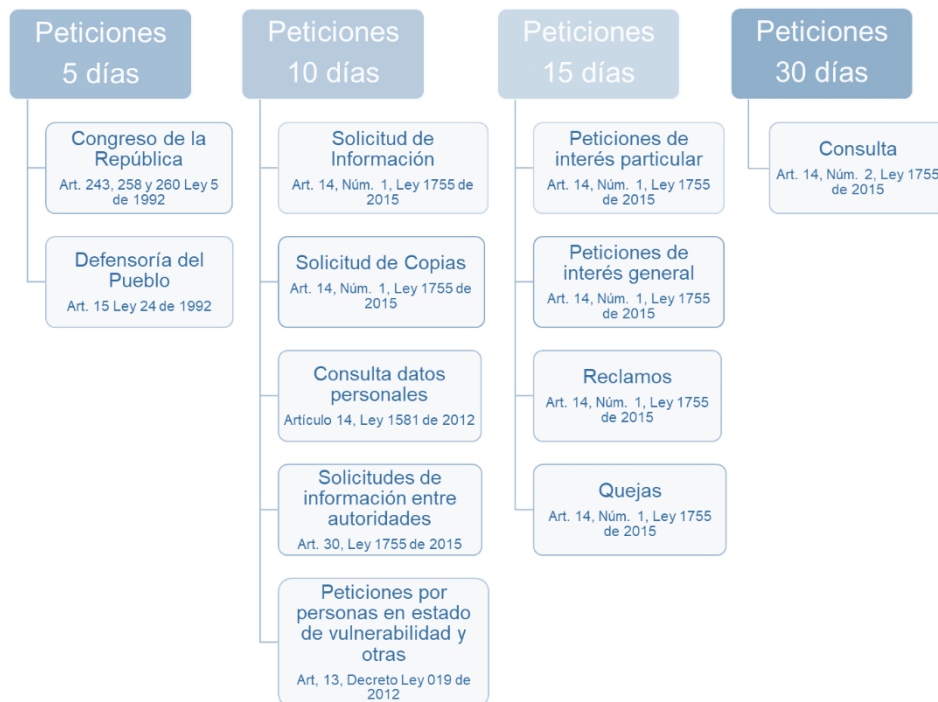 Peticiones
5 días
Congreso de la
República
Art. 243, 258 y 260 Ley 5
de 1992
Defensoría del
Pueblo
Art. 15 Ley 24 de 1992
Peticiones
10 días
Solicitud de
Información
Art. 14, Núm. 1, Ley 1755 de
2015
Solicitud de Copias
Art. 14, Núm. 1, Ley 1755 de
2015
Consulta datos
personales
Artículo 14, Ley 1581 de 2012
Solicitudes de
información entre
autoridades
Art. 30, Ley 1755 de 2015
Peticiones por
personas en estado
de vulnerabilidad y
otras
Art, 13, Decreto Ley 019 de
2012
Peticiones
15 días
Peticiones de
interés particular
Art. 14, Núm. 1, Ley 1755
de 2015
Peticiones de
interés general
Art. 14, Núm. 1, Ley 1755
de 2015
Reclamos
Art. 14, Núm. 1, Ley 1755
de 2015
Quejas
Art. 14, Núm. 1, Ley 1755
de 2015
Peticiones
30 días
Consulta
Art. 14, Núm. 2, Ley 1755
de 2015